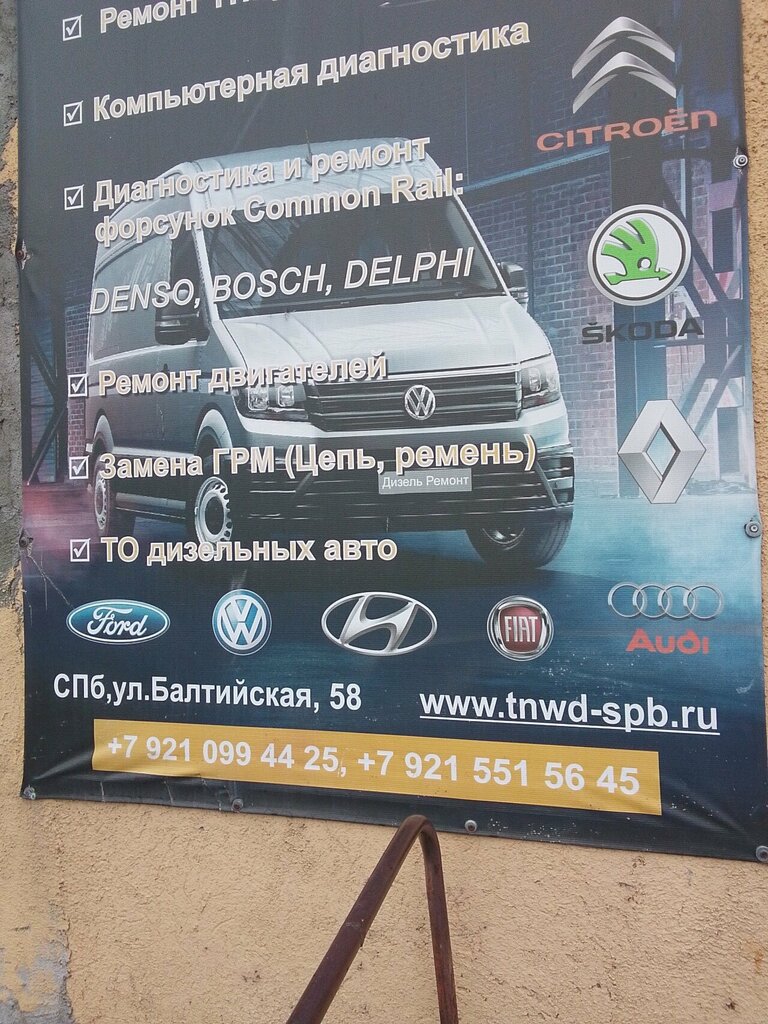 Ремонт
Компьютерная диагностика
CITROËN
Диагностика и ремонт
форсунок Common Rail:
DENSO, BOSCH, DELPHI
ŠKODA
Ремонт двигателей
Замена ГРМ (Цепь, ремень)
Дизель Ремонт
ТО дизельных авто
Ford
FIAT
Audi
СПб,ул.Балтийская, 58
www.tnwd-spb.ru
+7 921 099 44 25, +7 921 551 56 45